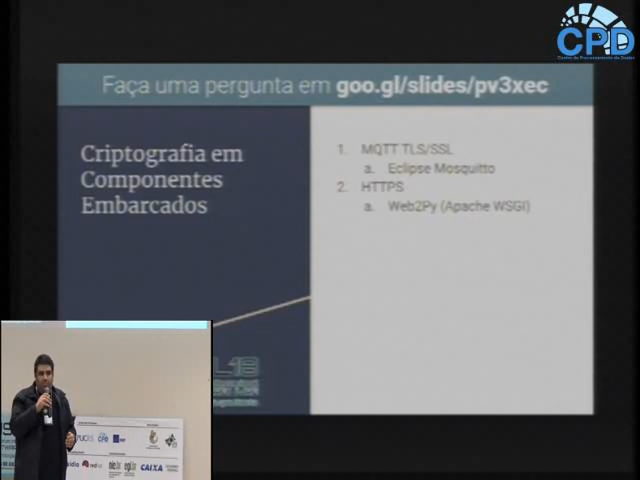 CPD
Centro de Processamento de Dados
Faça uma pergunta em goo.gl/slides/pv3xec
Criptografia em
Componentes
Embarcados
1. MQTT TLS/SSL
a. Eclipse Mosquitto
2. HTTPS
a. Web2Py (Apache WSGI)
L18
CAIXA